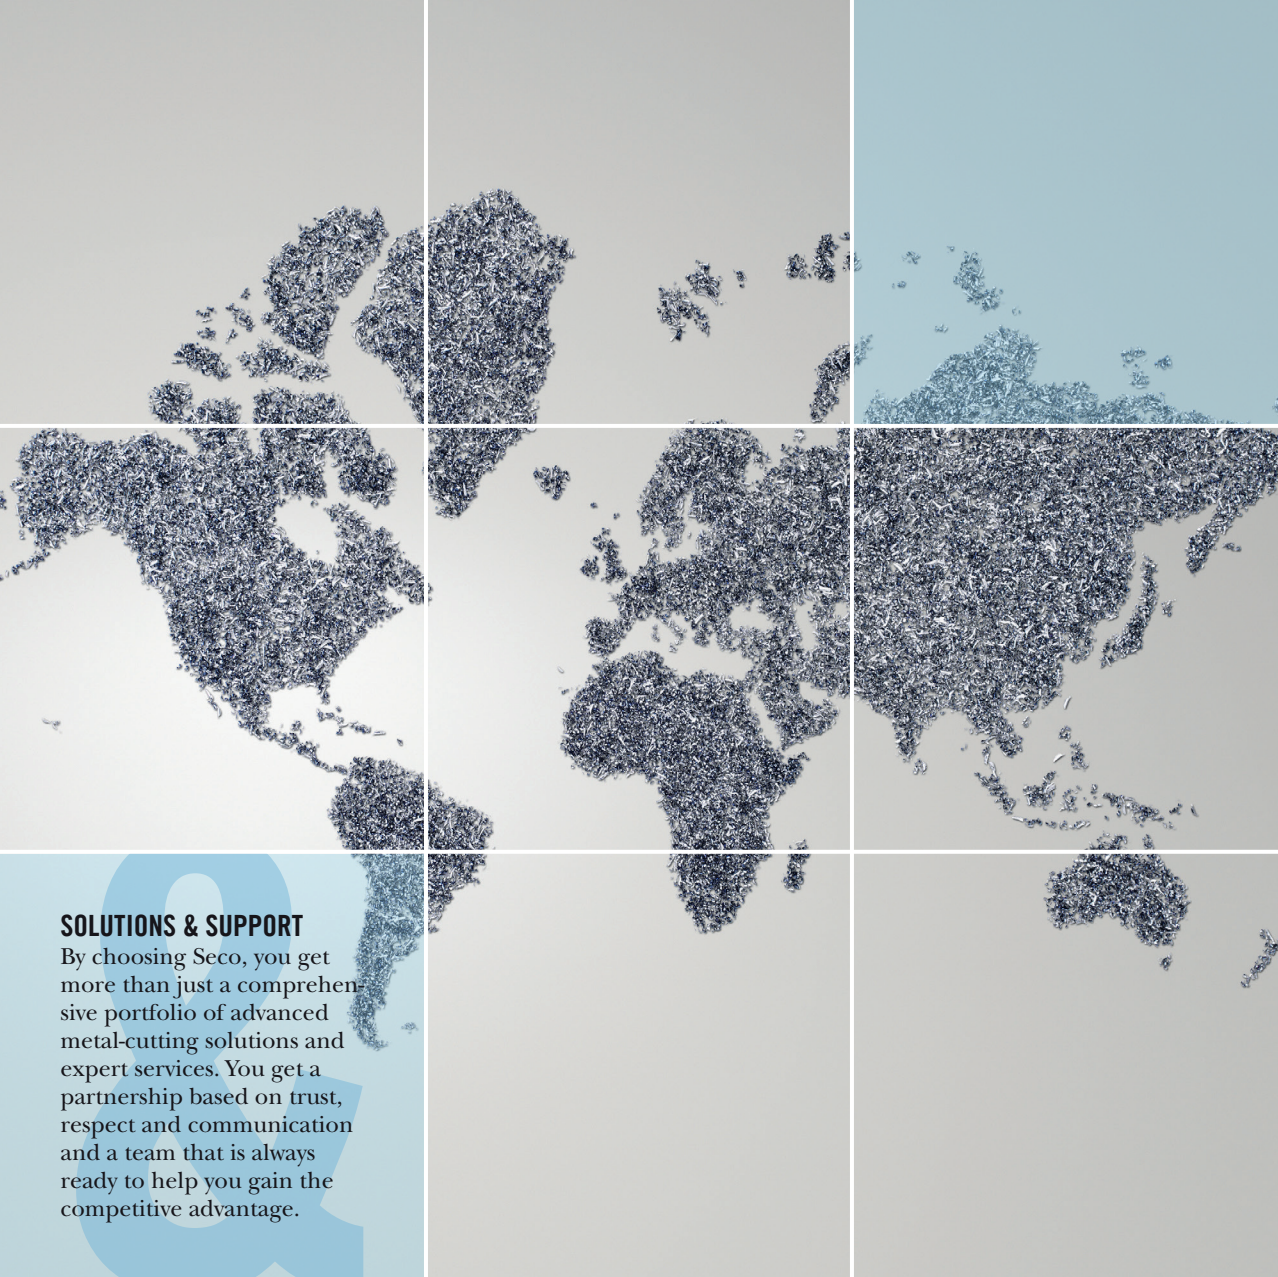 SOLUTIONS & SUPPORT
By choosing Seco, you get
more than just a comprehen-
sive portfolio of advanced
metal-cutting solutions and
expert services. You get a
partnership based on trust,
respect and communication
and a team that is always
ready to help you gain the
competitive advantage.
&